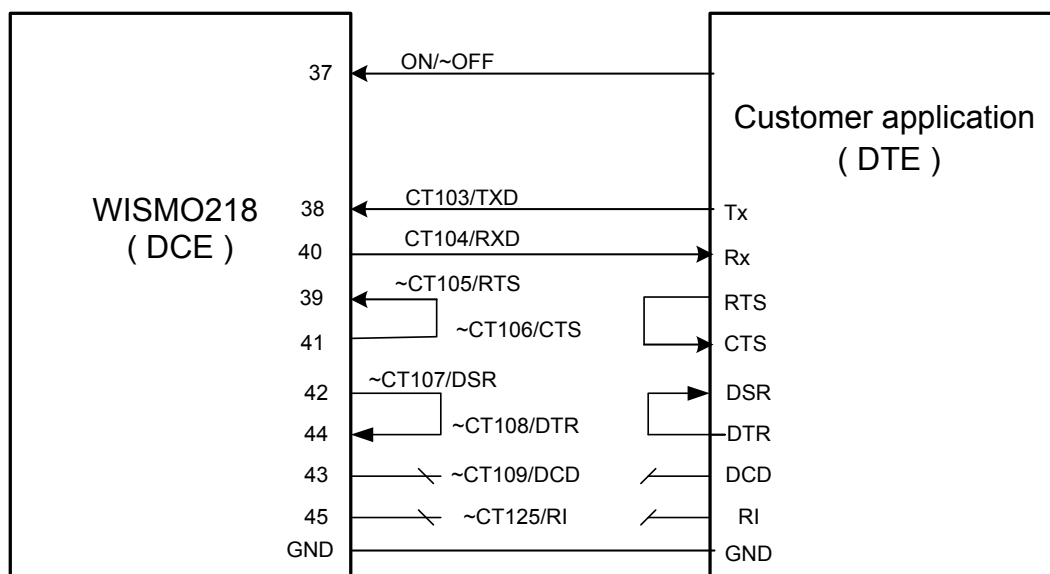 37
ON/~OFF
Customer application
( DTE )
WISMO218
( DCE )
38
CT103/TXD
Tx
40
CT104/RXD
Rx
39
~CT105/RTS
RTS
41
~CT106/CTS
CTS
42
~CT107/DSR
DSR
44
~CT108/DTR
DTR
43
~CT109/DCD
DCD
45
~CT125/RI
RI
GND
GND